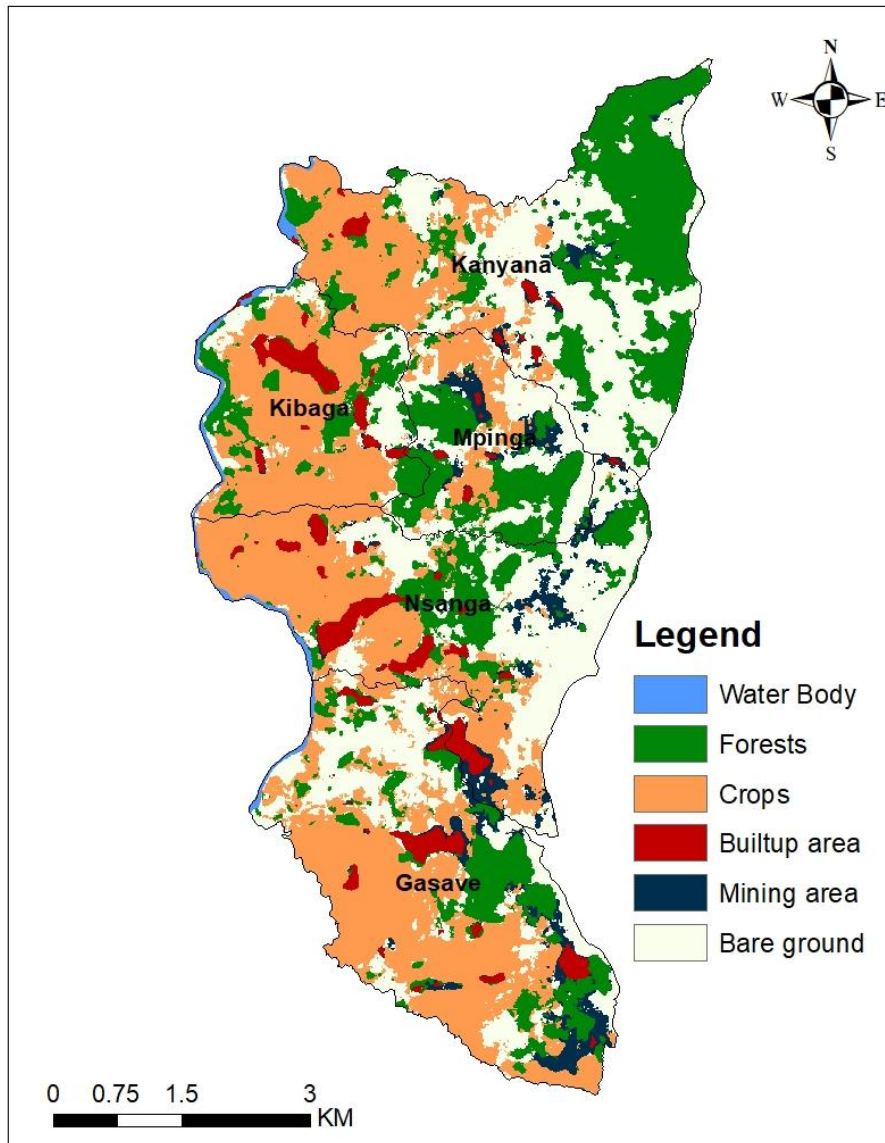 N
W E
S
Kanyana
Kibaga
Mpinga
Nsanga
Legend
Water Body
Forests
Crops
Builtup area
Mining area
Bare ground
Gasave
0 0.75 1.5 3
KM